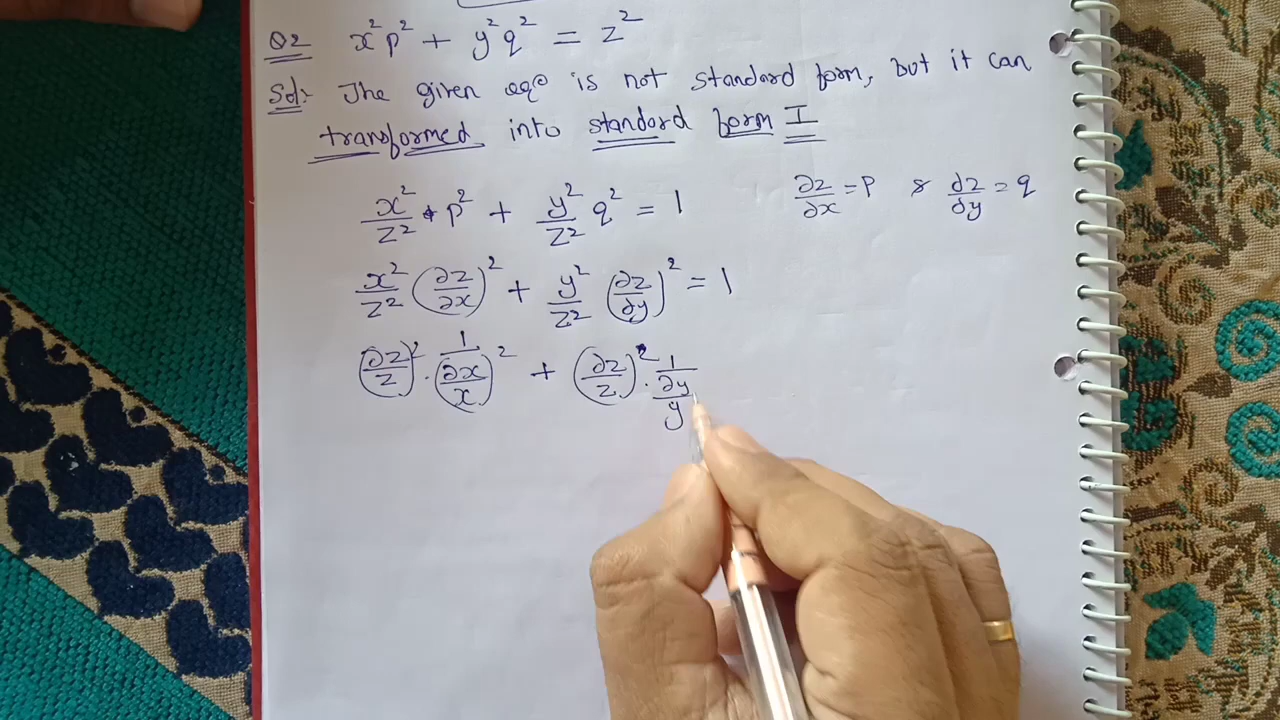 Q2 x²p² + y²q² = z²
Sol:- The given eqⁿ is not standard form, but it can
transformed into standard form I
x²/z² · p² + y²/z² q² = 1 ∂z/∂x = p & ∂z/∂y = q
x²/z² (∂z/∂x)² + y²/z² (∂z/∂y)² = 1
(∂z/z)² · 1/(∂x/x)² + (∂z/z)² · 1/(∂y/y